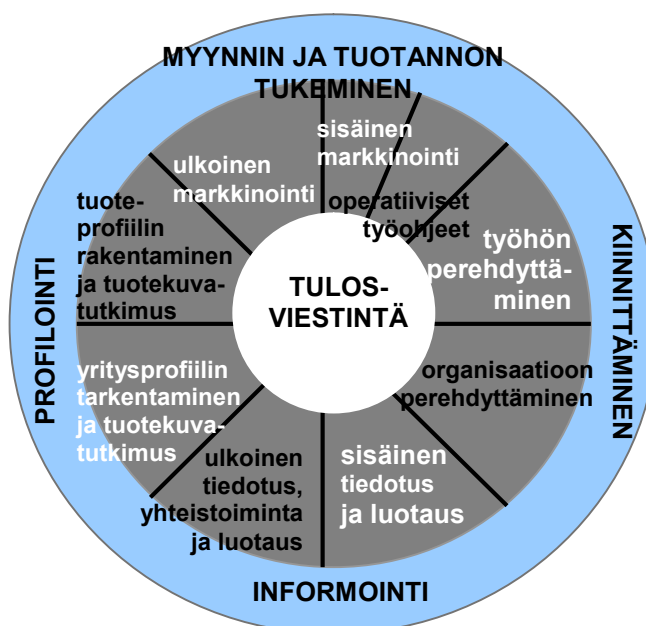 MYYNNIN JA TUOTANNON
TUKEMINEN
sisäinen
markkinointi
ulkoinen
markkinointi
operatiiviset
työohjeet
tuote-
profiilin
rakentaminen
ja tuotekuva-
tutkimus
työhön
perehdyttä-
minen
KIINNITTÄMINEN
PROFILOINTI
TULOS-
VIESTINTÄ
yritysprofiilin
tarkentaminen
ja tuotekuva-
tutkimus
organisaatioon
perehdyttäminen
ulkoinen
tiedotus,
yhteistoiminta
ja luotaus
sisäinen
tiedotus
ja luotaus
INFORMOINTI